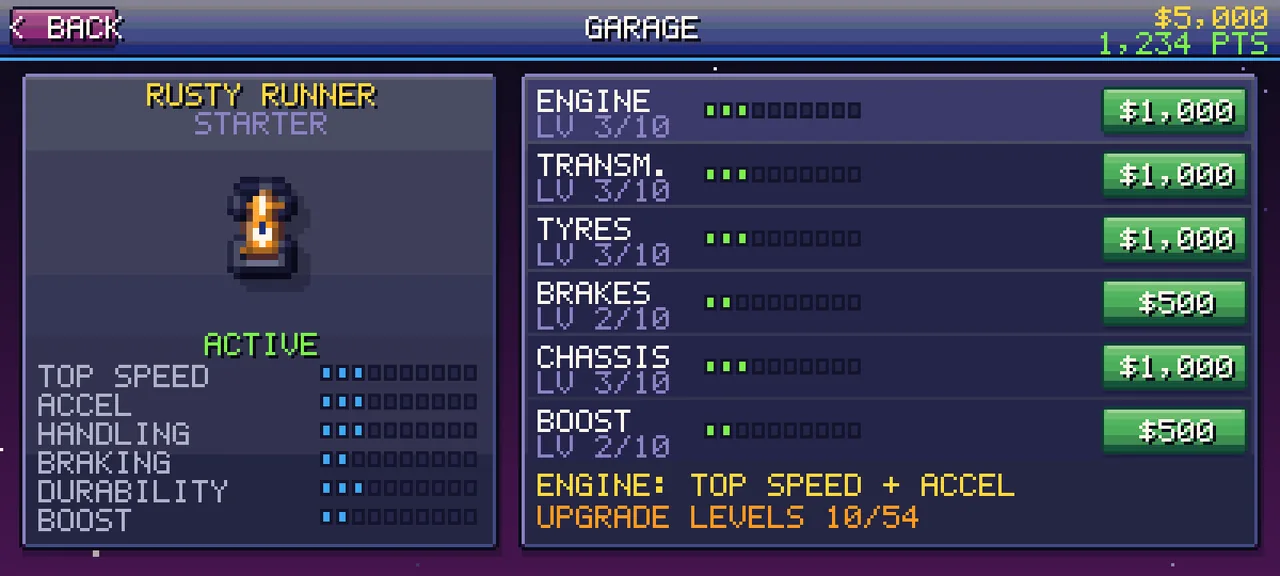 < BACK
GARAGE
$5,000
1,234 PTS
RUSTY RUNNER
STARTER
ACTIVE
TOP SPEED
ACCEL
HANDLING
BRAKING
DURABILITY
BOOST
ENGINE
LV 3/10
$1,000
TRANSM.
LV 3/10
$1,000
TYRES
LV 3/10
$1,000
BRAKES
LV 2/10
$500
CHASSIS
LV 3/10
$1,000
BOOST
LV 2/10
$500
ENGINE: TOP SPEED + ACCEL
UPGRADE LEVELS 10/54